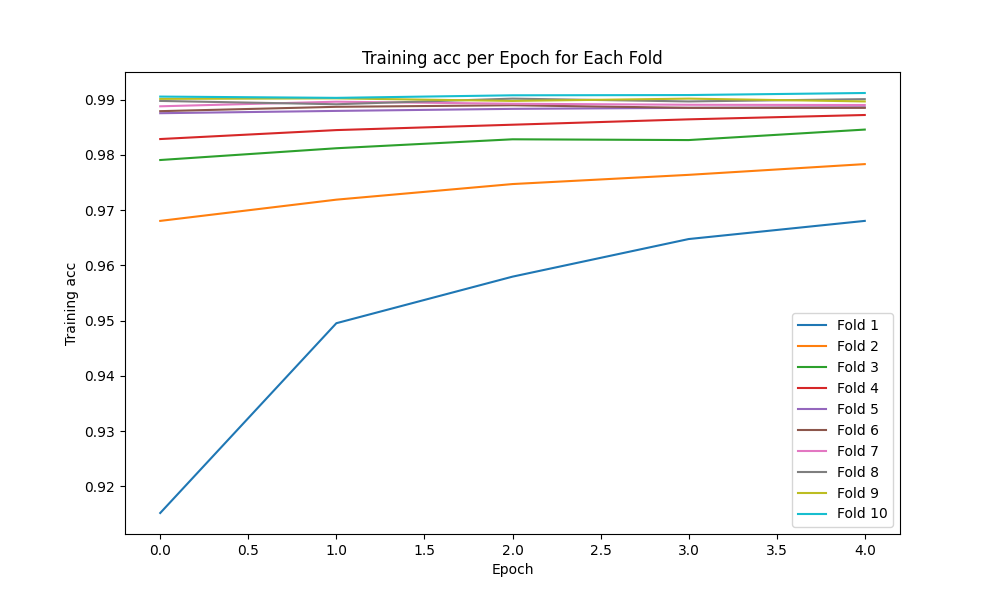 Training acc per Epoch for Each Fold
0.99
0.98
0.97
0.96
0.95
0.94
0.93
0.92
Training acc
0.0 0.5 1.0 1.5 2.0 2.5 3.0 3.5 4.0
Epoch
Fold 1
Fold 2
Fold 3
Fold 4
Fold 5
Fold 6
Fold 7
Fold 8
Fold 9
Fold 10